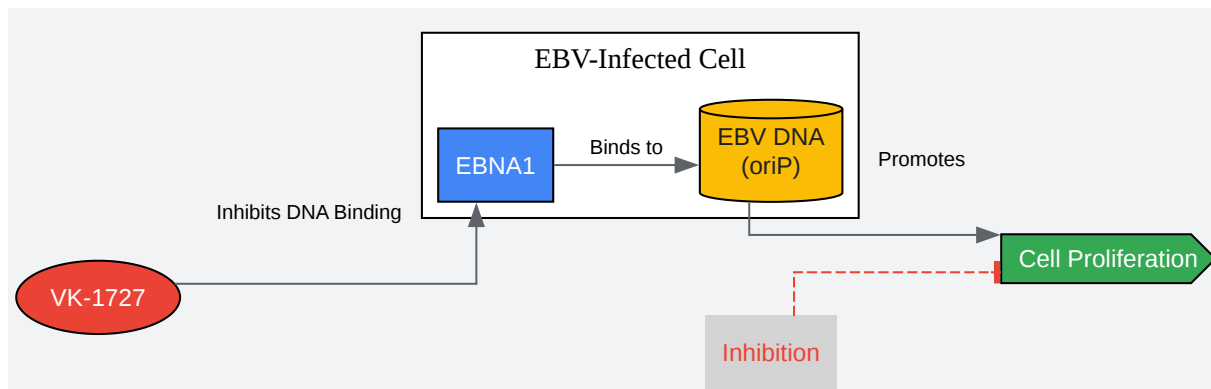 EBV-Infected Cell
EBNA1
Binds to
EBV DNA
(oriP)
Promotes
Inhibits DNA Binding
VK-1727
Cell Proliferation
Inhibition